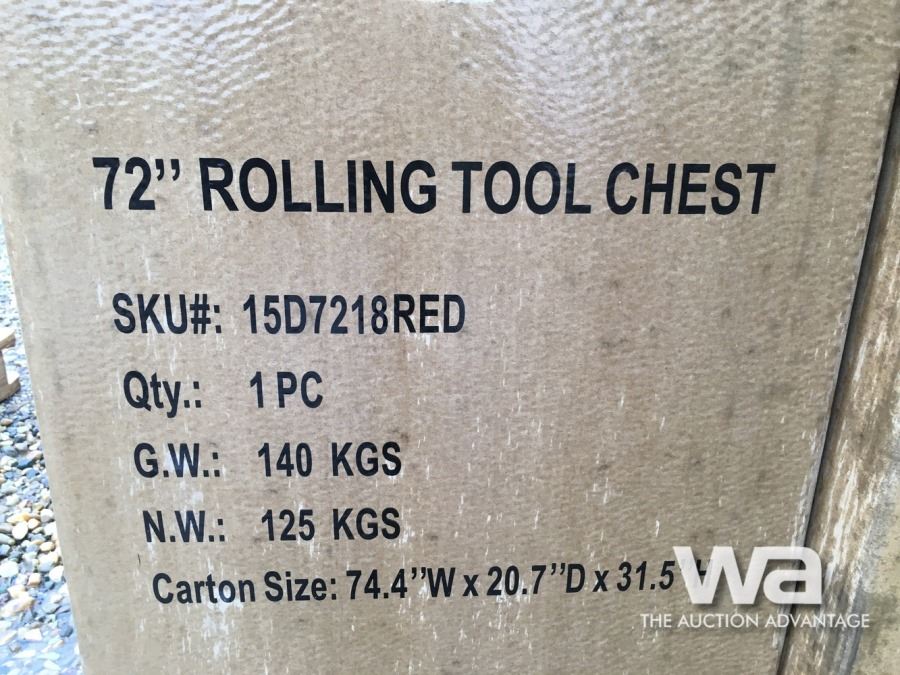 72’’ ROLLING TOOL CHEST
SKU#: 15D7218RED
Qty.: 1 PC
G.W.: 140 KGS
N.W.: 125 KGS
Carton Size: 74.4’’W x 20.7’’D x 31.5
wa
THE AUCTION ADVANTAGE